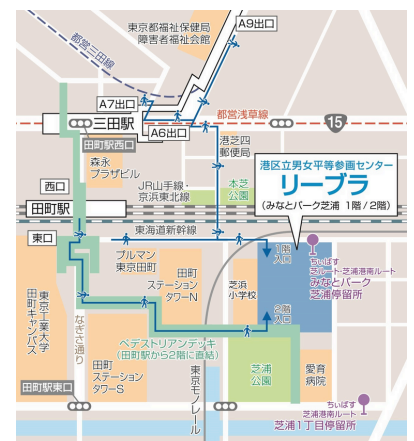 東京都福祉保健局
障害者福祉会館
A9出口
都営三田線
A7出口
三田駅
都営浅草線
15
A6出口
田町駅西口
港芝四
郵便局
森永
プラザビル
港区立男女平等参画センター
リーブラ
(みなとパーク芝浦 1階/2階)
西口
JR山手線・
京浜東北線
本芝
公園
田町駅
東海道新幹線
東口
1階
入口
ちぃばす
芝ルート・芝浦港南ルート
みなとパーク
芝浦停留所
プルマン
東京田町
田町
ステーション
タワーN
芝浜
小学校
東京工業大学
田町キャンパス
なぎさ通り
2階
入口
ペデストリアンデッキ
(田町駅から2階に直結)
田町
ステーション
タワーS
東京モノレール
芝浦
公園
愛育
病院
田町駅東口
ちぃばす
芝浦港南ルート
芝浦1丁目停留所